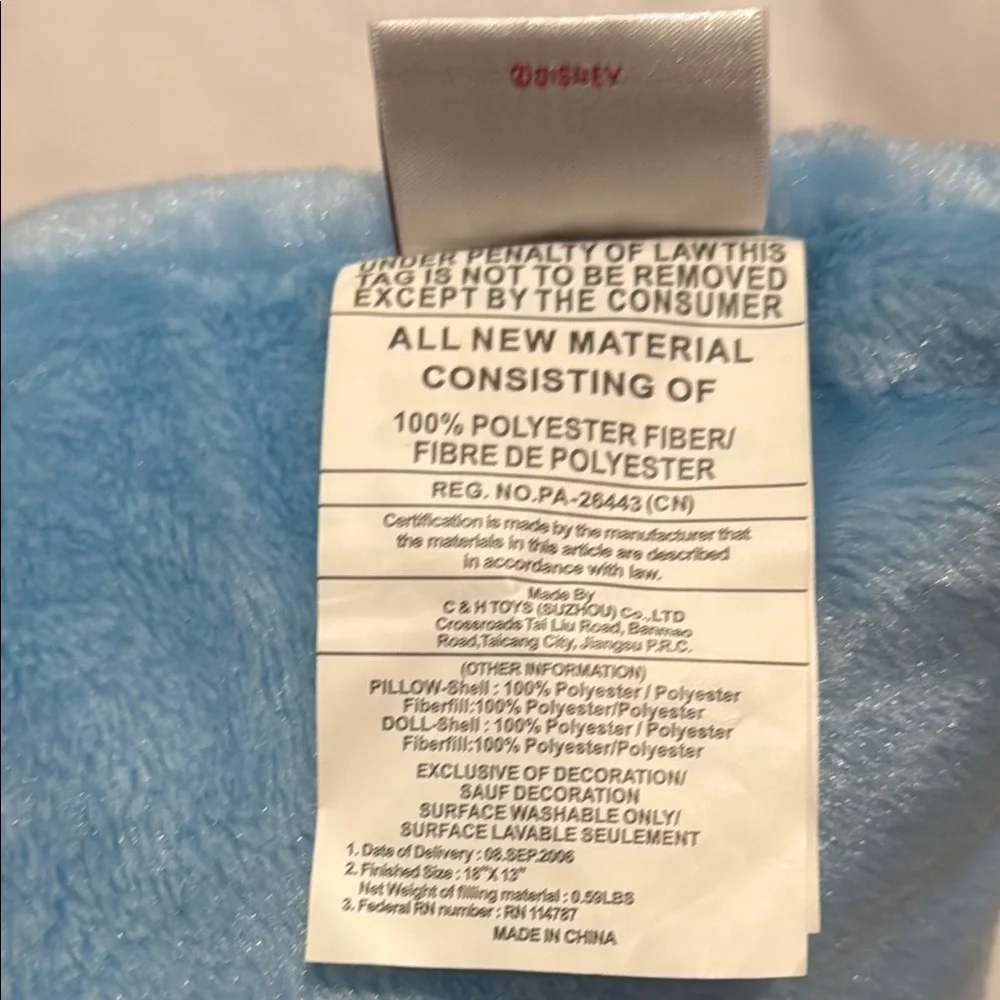 ©DISNEY
UNDER PENALTY OF LAW THIS
TAG IS NOT TO BE REMOVED
EXCEPT BY THE CONSUMER
ALL NEW MATERIAL
CONSISTING OF
100% POLYESTER FIBER/
FIBRE DE POLYESTER
REG. NO.PA-26443 (CN)
Certification is made by the manufacturer that
the materials in this article are described
in accordance with law.
Made By
C & H TOYS (SUZHOU) Co.,LTD
Crossroads Tai Liu Road, Banmao
Road,Taicang City, Jiangsu P.R.C.
(OTHER INFORMATION)
PILLOW-Shell : 100% Polyester / Polyester
Fiberfill:100% Polyester/Polyester
DOLL-Shell : 100% Polyester / Polyester
Fiberfill:100% Polyester/Polyester
EXCLUSIVE OF DECORATION/
SAUF DECORATION
SURFACE WASHABLE ONLY/
SURFACE LAVABLE SEULEMENT
1. Date of Delivery : 08.SEP.2006
2. Finished Size : 18"X 13"
Net Weight of filling material : 0.59LBS
3. Federal RN number : RN 114787
MADE IN CHINA